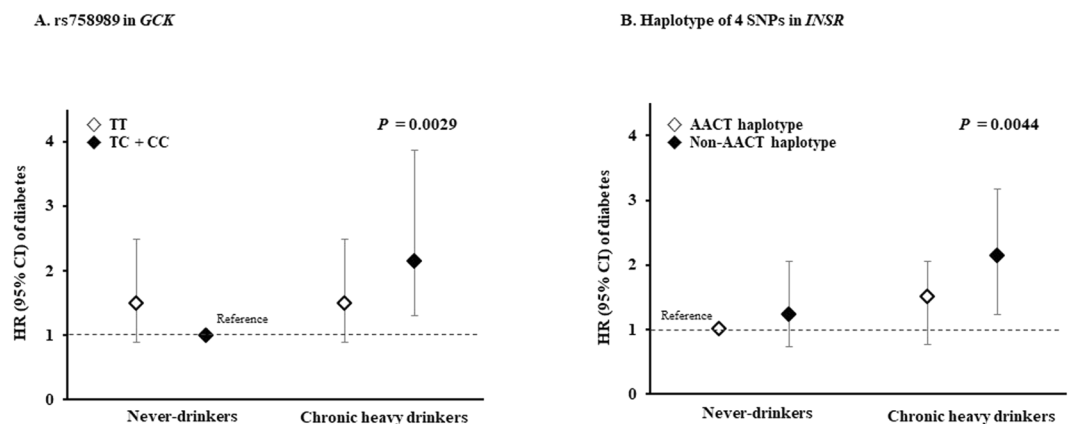 A. rs758989 in GCK
TT
TC + CC
P = 0.0029
HR (95% CI) of diabetes
4
3
2
1
0
Reference
Never-drinkers
Chronic heavy drinkers
B. Haplotype of 4 SNPs in INSR
AACT haplotype
Non-AACT haplotype
P = 0.0044
HR (95% CI) of diabetes
4
3
2
1
0
Reference
Never-drinkers
Chronic heavy drinkers